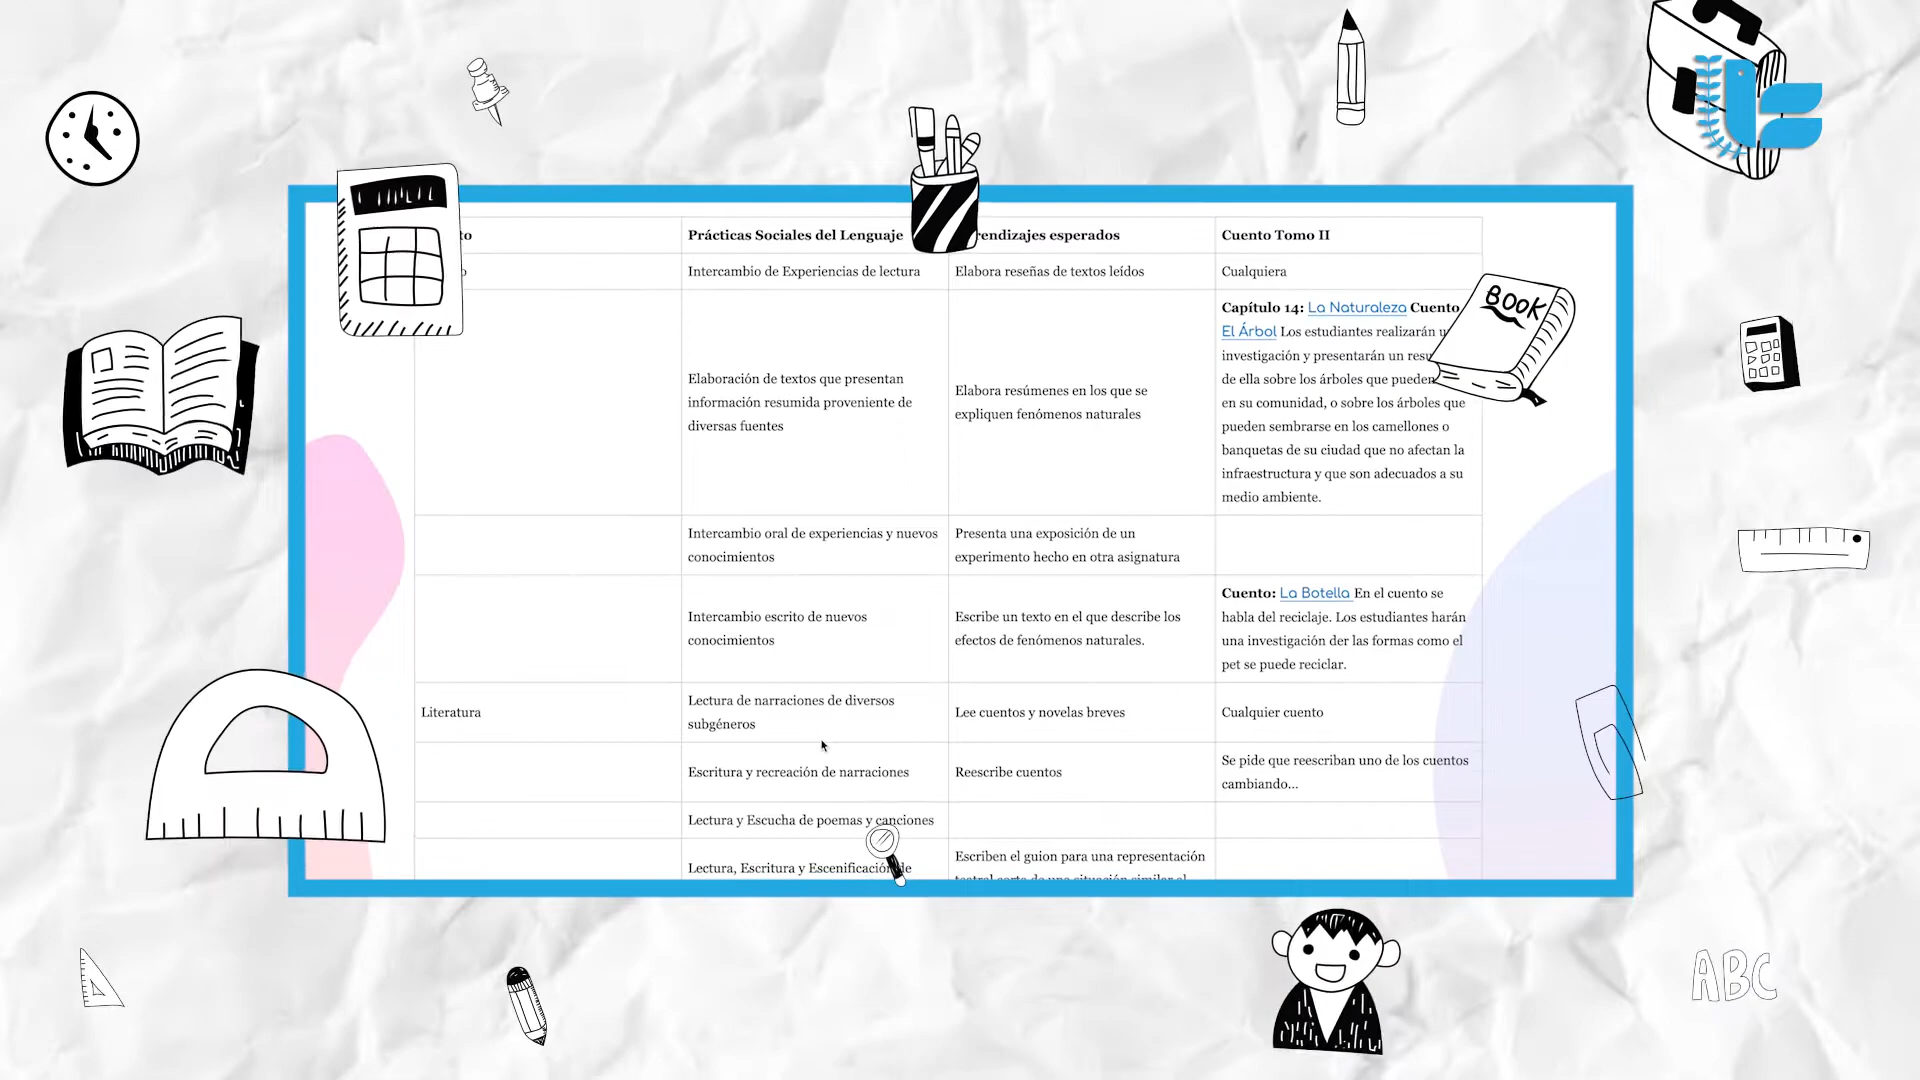 Prácticas Sociales del Lenguaje
Aprendizajes esperados
Cuento Tomo II
Intercambio de Experiencias de lectura
Elabora reseñas de textos leídos
Cualquiera
Elaboración de textos que presentan
información resumida proveniente de
diversas fuentes
Elabora resúmenes en los que se
expliquen fenómenos naturales
Capítulo 14: La Naturaleza Cuento
El Árbol Los estudiantes realizarán
investigación y presentarán un
de ella sobre los árboles que pueden
en su comunidad, o sobre los árboles que
pueden sembrarse en los camellones o
banquetas de su ciudad que no afectan la
infraestructura y que son adecuados a su
medio ambiente.
Intercambio oral de experiencias y nuevos
conocimientos
Presenta una exposición de un
experimento hecho en otra asignatura
Intercambio escrito de nuevos
conocimientos
Escribe un texto en el que describe los
efectos de fenómenos naturales.
Cuento: La Botella En el cuento se
habla del reciclaje. Los estudiantes harán
una investigación der las formas como el
pet se puede reciclar.
Literatura
Lectura de narraciones de diversos
subgéneros
Lee cuentos y novelas breves
Cualquier cuento
Escritura y recreación de narraciones
Reescribe cuentos
Se pide que reescriban uno de los cuentos
cambiando...
Lectura y Escucha de poemas y canciones
Lectura, Escritura y Escenificación de
Escriben el guion para una representación
teatral corta de una situación similar al
BOOK
ABC